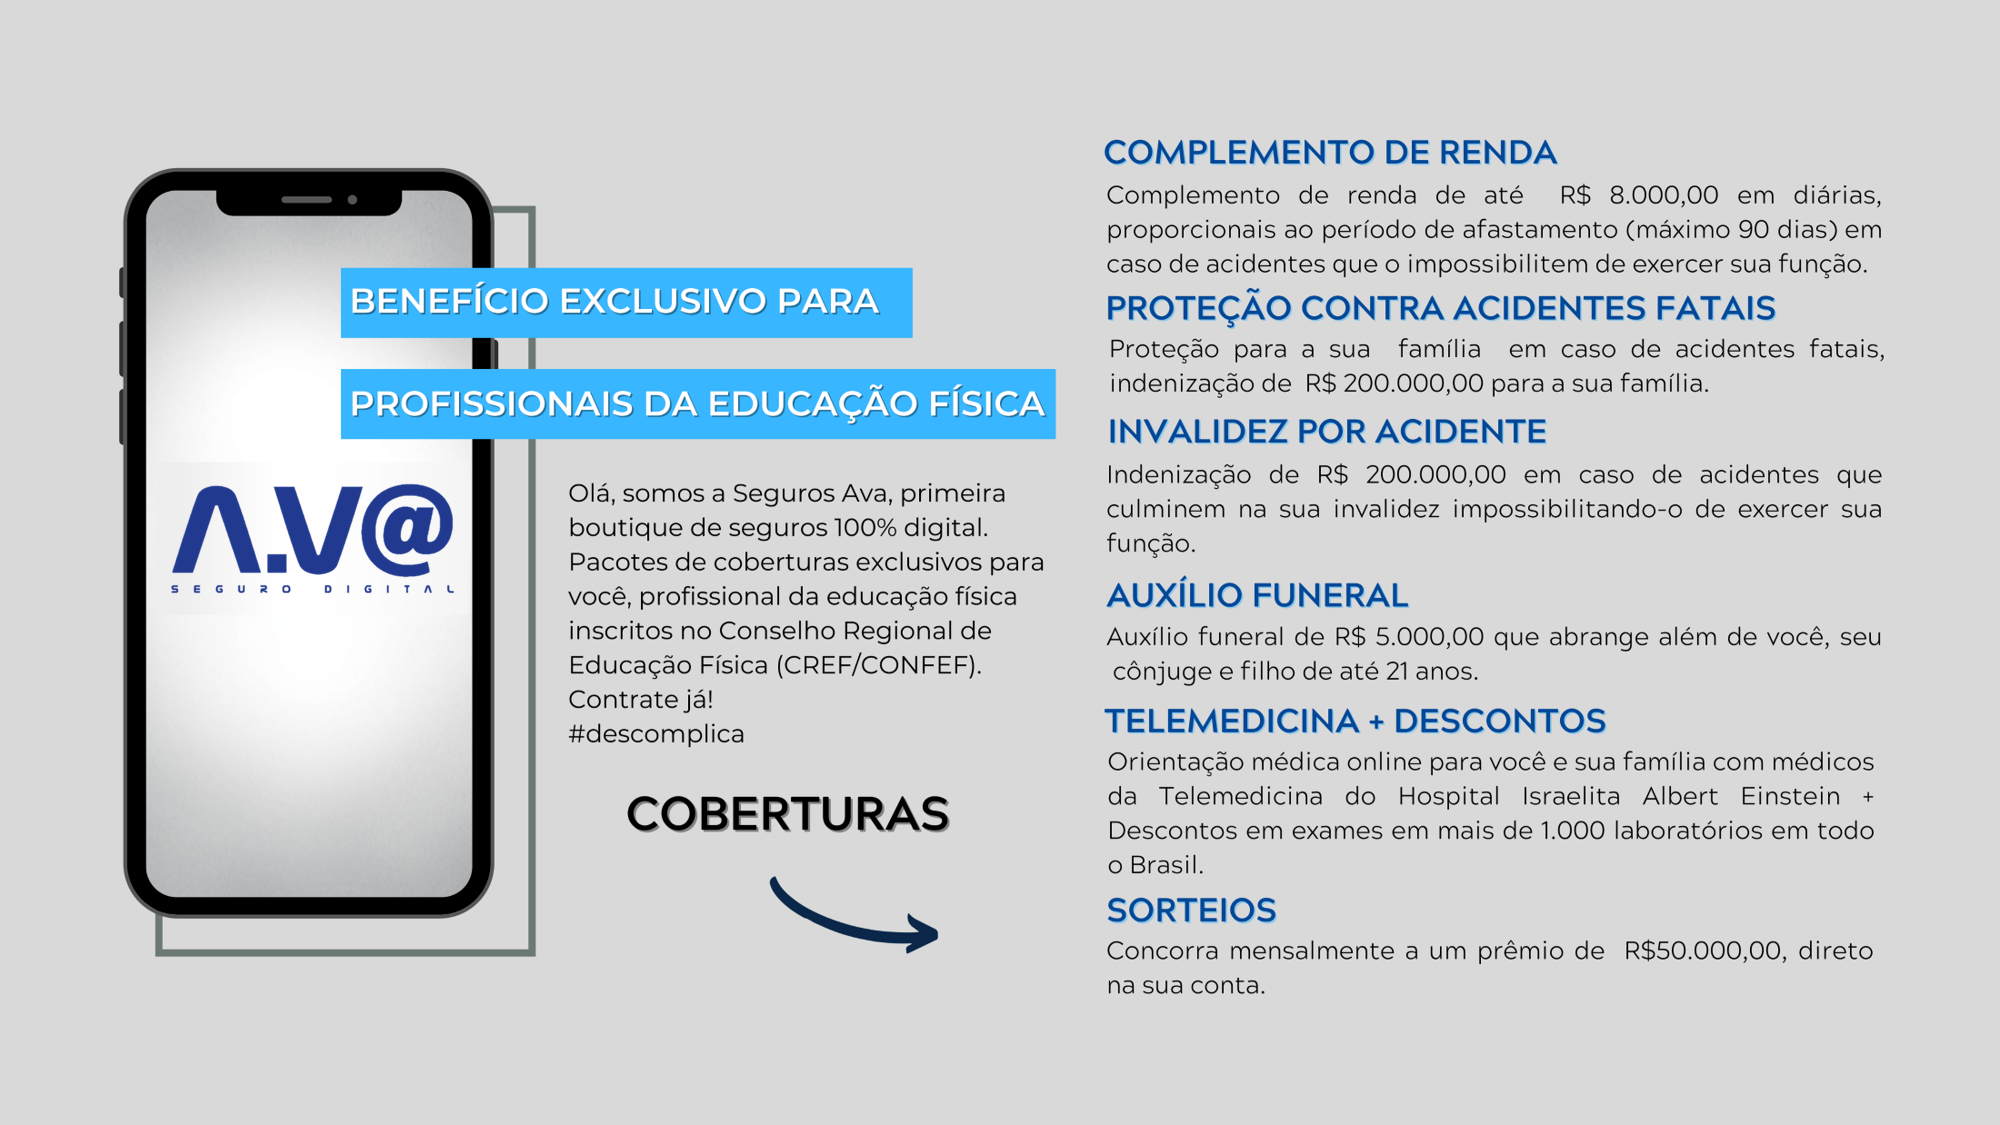 BENEFÍCIO EXCLUSIVO PARA
PROFISSIONAIS DA EDUCAÇÃO FÍSICA
A.V@
SEGURO DIGITAL
Olá, somos a Seguros Ava, primeira
boutique de seguros 100% digital.
Pacotes de coberturas exclusivos para
você, profissional da educação física
inscritos no Conselho Regional de
Educação Física (CREF/CONFEF).
Contrate já!
#descomplica
COBERTURAS
COMPLEMENTO DE RENDA
Complemento de renda de até R$ 8.000,00 em diárias,
proporcionais ao período de afastamento (máximo 90 dias) em
caso de acidentes que o impossibilitem de exercer sua função.
PROTEÇÃO CONTRA ACIDENTES FATAIS
Proteção para a sua família em caso de acidentes fatais,
indenização de R$ 200.000,00 para a sua família.
INVALIDEZ POR ACIDENTE
Indenização de R$ 200.000,00 em caso de acidentes que
culminem na sua invalidez impossibilitando-o de exercer sua
função.
AUXÍLIO FUNERAL
Auxílio funeral de R$ 5.000,00 que abrange além de você, seu
cônjuge e filho de até 21 anos.
TELEMEDICINA + DESCONTOS
Orientação médica online para você e sua família com médicos
da Telemedicina do Hospital Israelita Albert Einstein +
Descontos em exames em mais de 1.000 laboratórios em todo
o Brasil.
SORTEIOS
Concorra mensalmente a um prêmio de R$50.000,00, direto
na sua conta.